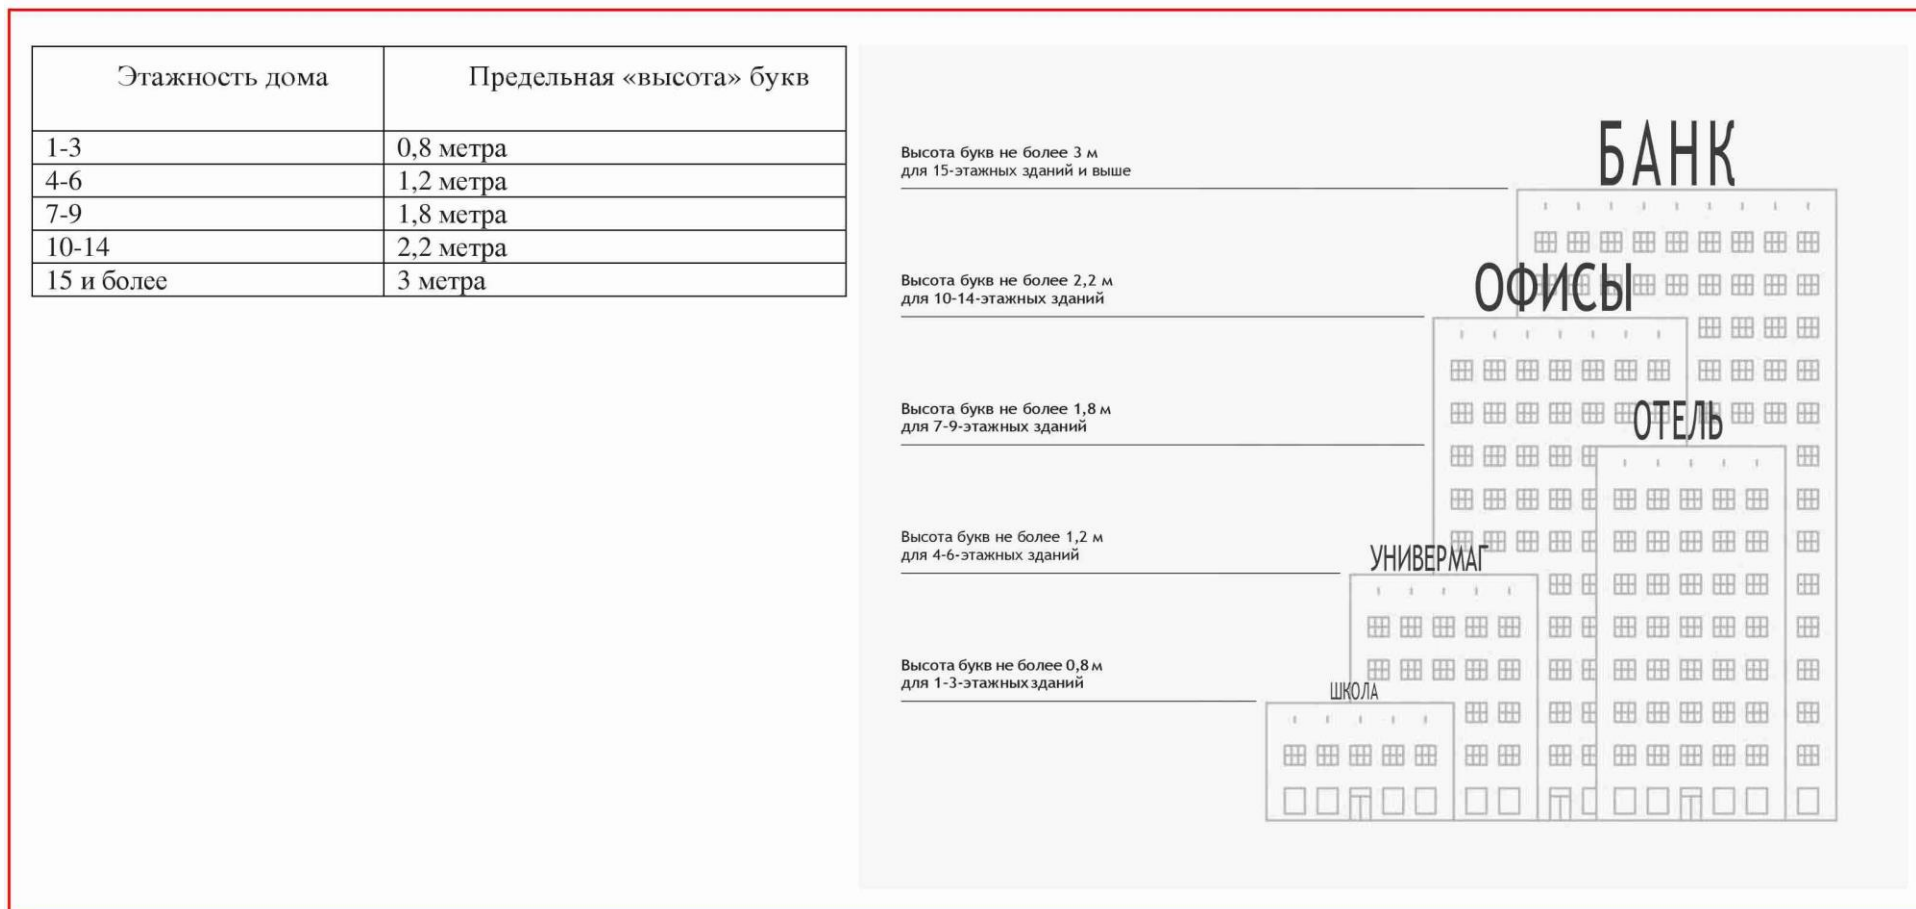 Этажность дома Предельная «высота» букв
1-3 0,8 метра
4-6 1,2 метра
7-9 1,8 метра
10-14 2,2 метра
15 и более 3 метра
Высота букв не более 3 м
для 15-этажных зданий и выше
БАНК
Высота букв не более 2,2 м
для 10-14-этажных зданий
ОФИСЫ
Высота букв не более 1,8 м
для 7-9-этажных зданий
ОТЕЛЬ
Высота букв не более 1,2 м
для 4-6-этажных зданий
УНИВЕРМАГ
Высота букв не более 0,8 м
для 1-3-этажных зданий
ШКОЛА